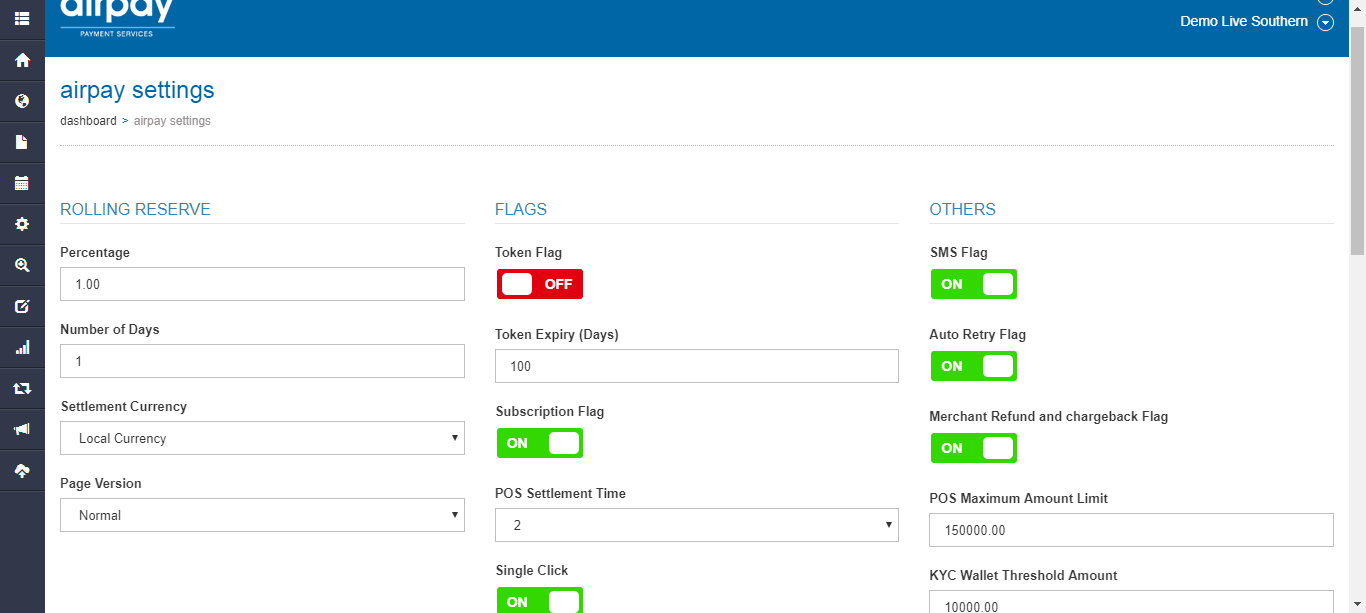 airpay
PAYMENT SERVICES
Demo Live Southern
airpay settings
dashboard > airpay settings
ROLLING RESERVE
Percentage
1.00
Number of Days
1
Settlement Currency
Local Currency
Page Version
Normal
FLAGS
Token Flag
OFF
Token Expiry (Days)
100
Subscription Flag
ON
POS Settlement Time
2
Single Click
ON
OTHERS
SMS Flag
ON
Auto Retry Flag
ON
Merchant Refund and chargeback Flag
ON
POS Maximum Amount Limit
150000.00
KYC Wallet Threshold Amount
10000.00